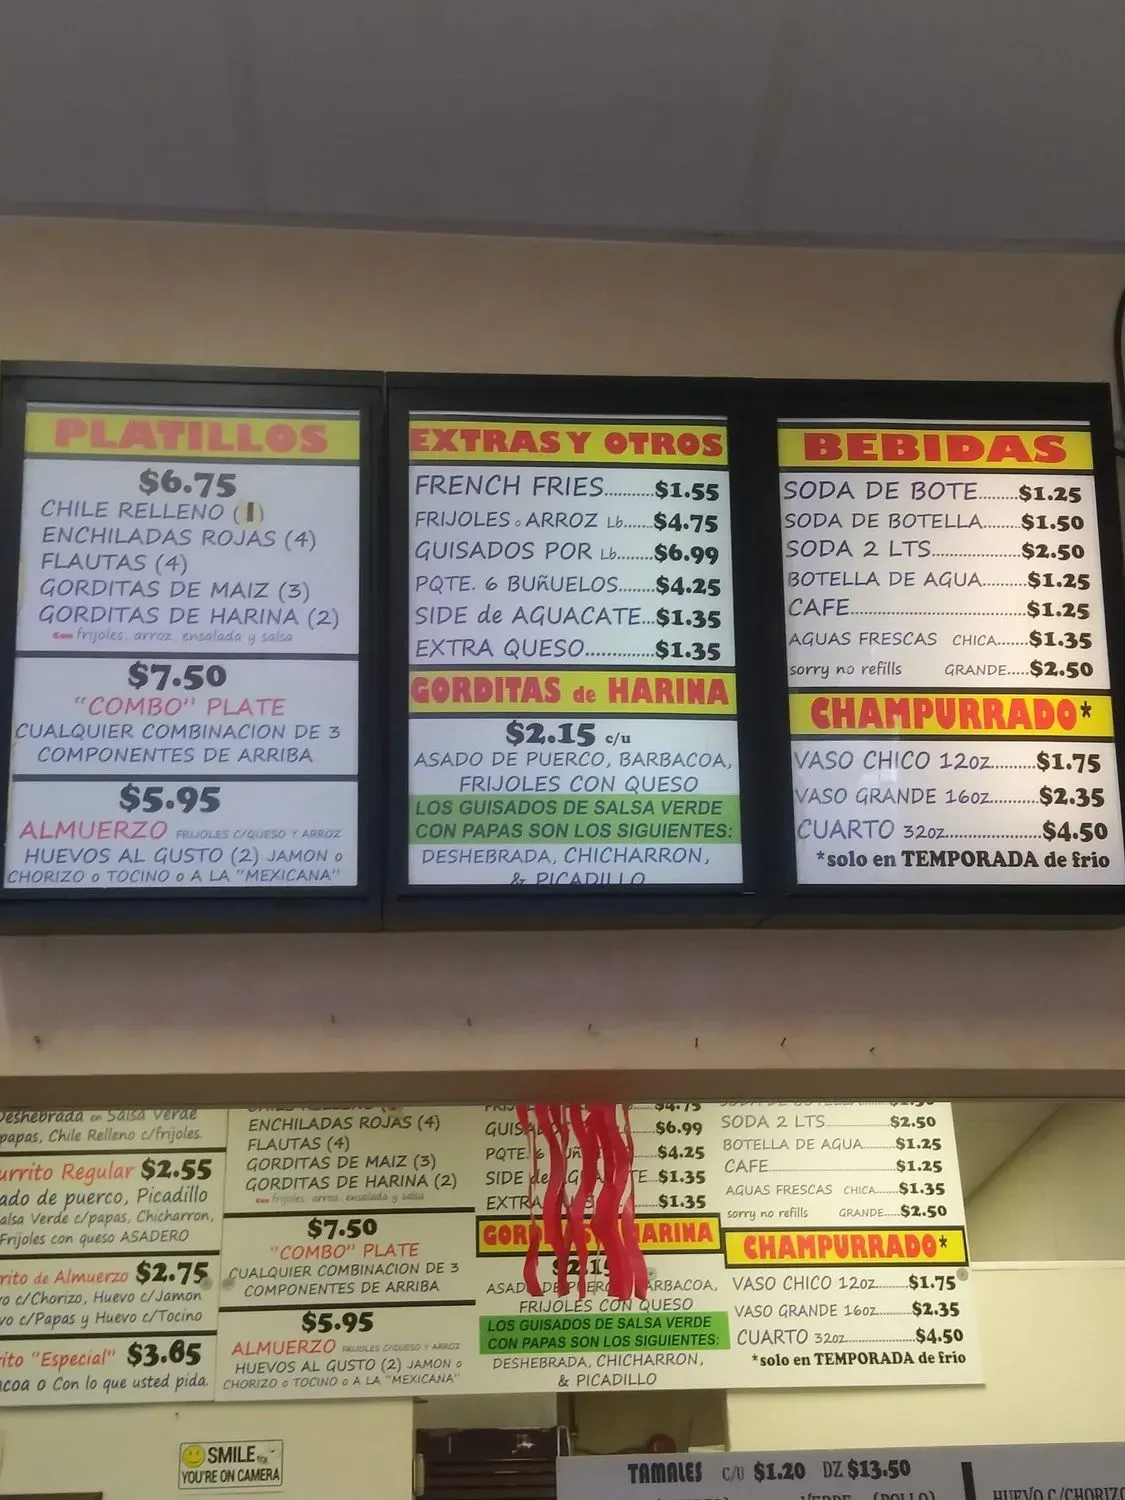 PLATILLOS
$6.75
CHILE RELLENO (1)
ENCHILADAS ROJAS (4)
FLAUTAS (4)
GORDITAS DE MAIZ (3)
GORDITAS DE HARINA (2)
con frijoles, arroz, ensalada y salsa
$7.50
"COMBO" PLATE
CUALQUIER COMBINACION DE 3
COMPONENTES DE ARRIBA
$5.95
ALMUERZO FRIJOLES C/QUESO Y ARROZ
HUEVOS AL GUSTO (2) JAMON o
CHORIZO o TOCINO o A LA "MEXICANA"
EXTRAS Y OTROS
FRENCH FRIES..........$1.55
FRIJOLES o ARROZ Lb.....$4.75
GUISADOS POR Lb.......$6.99
PQTE. 6 BUñUELOS.......$4.25
SIDE de AGUACATE...$1.35
EXTRA QUESO............$1.35
GORDITAS de HARINA
$2.15 c/u
ASADO DE PUERCO, BARBACOA,
FRIJOLES CON QUESO
LOS GUISADOS DE SALSA VERDE
CON PAPAS SON LOS SIGUIENTES:
DESHEBRADA, CHICHARRON,
& PICADILLO
BEBIDAS
SODA DE BOTE.......$1.25
SODA DE BOTELLA......$1.50
SODA 2 LTS................$2.50
BOTELLA DE AGUA......$1.25
CAFE..............................$1.25
AGUAS FRESCAS CHICA......$1.35
sorry no refills GRANDE.....$2.50
CHAMPURRADO*
VASO CHICO 12oz.........$1.75
VASO GRANDE 16oz..........$2.35
CUARTO 32oz....................$4.50
*solo en TEMPORADA de frio
Deshebrada en Salsa Verde
papas, Chile Relleno c/frijoles.
Regular $2.55
ado de puerco, Picadillo
alsa Verde c/papas, Chicharron,
Frijoles con queso ASADERO
rito de Almuerzo $2.75
vo c/Chorizo, Huevo c/Jamon
vo c/Papas y Huevo c/Tocino
rito "Especial" $3.65
coa o Con lo que usted pida.
ENCHILADAS ROJAS (4)
FLAUTAS (4)
GORDITAS DE MAIZ (3)
GORDITAS DE HARINA (2)
con frijoles, arroz, ensalada y salsa
$7.50
"COMBO" PLATE
CUALQUIER COMBINACION DE 3
COMPONENTES DE ARRIBA
$5.95
ALMUERZO FRIJOLES C/QUESO Y ARROZ
HUEVOS AL GUSTO (2) JAMON o
CHORIZO o TOCINO o A LA "MEXICANA"
$4.75
$6.99
PQTE. 6 $4.25
SIDE de $1.35
EXTRA $1.35
HARINA
$2.15
FRIJOLES CON QUESO
LOS GUISADOS DE SALSA VERDE
CON PAPAS SON LOS SIGUIENTES:
DESHEBRADA, CHICHARRON,
& PICADILLO
SODA 2 LTS................$2.50
BOTELLA DE AGUA......$1.25
CAFE..............................$1.25
AGUAS FRESCAS CHICA......$1.35
sorry no refills GRANDE.....$2.50
CHAMPURRADO*
VASO CHICO 12oz.........$1.75
VASO GRANDE 16oz..........$2.35
CUARTO 32oz....................$4.50
*solo en TEMPORADA de frio
SMILE
YOU'RE ON CAMERA
TAMALES C/U $1.20 DZ $13.50
(POLLO)
HUEVO C/CHORIZO